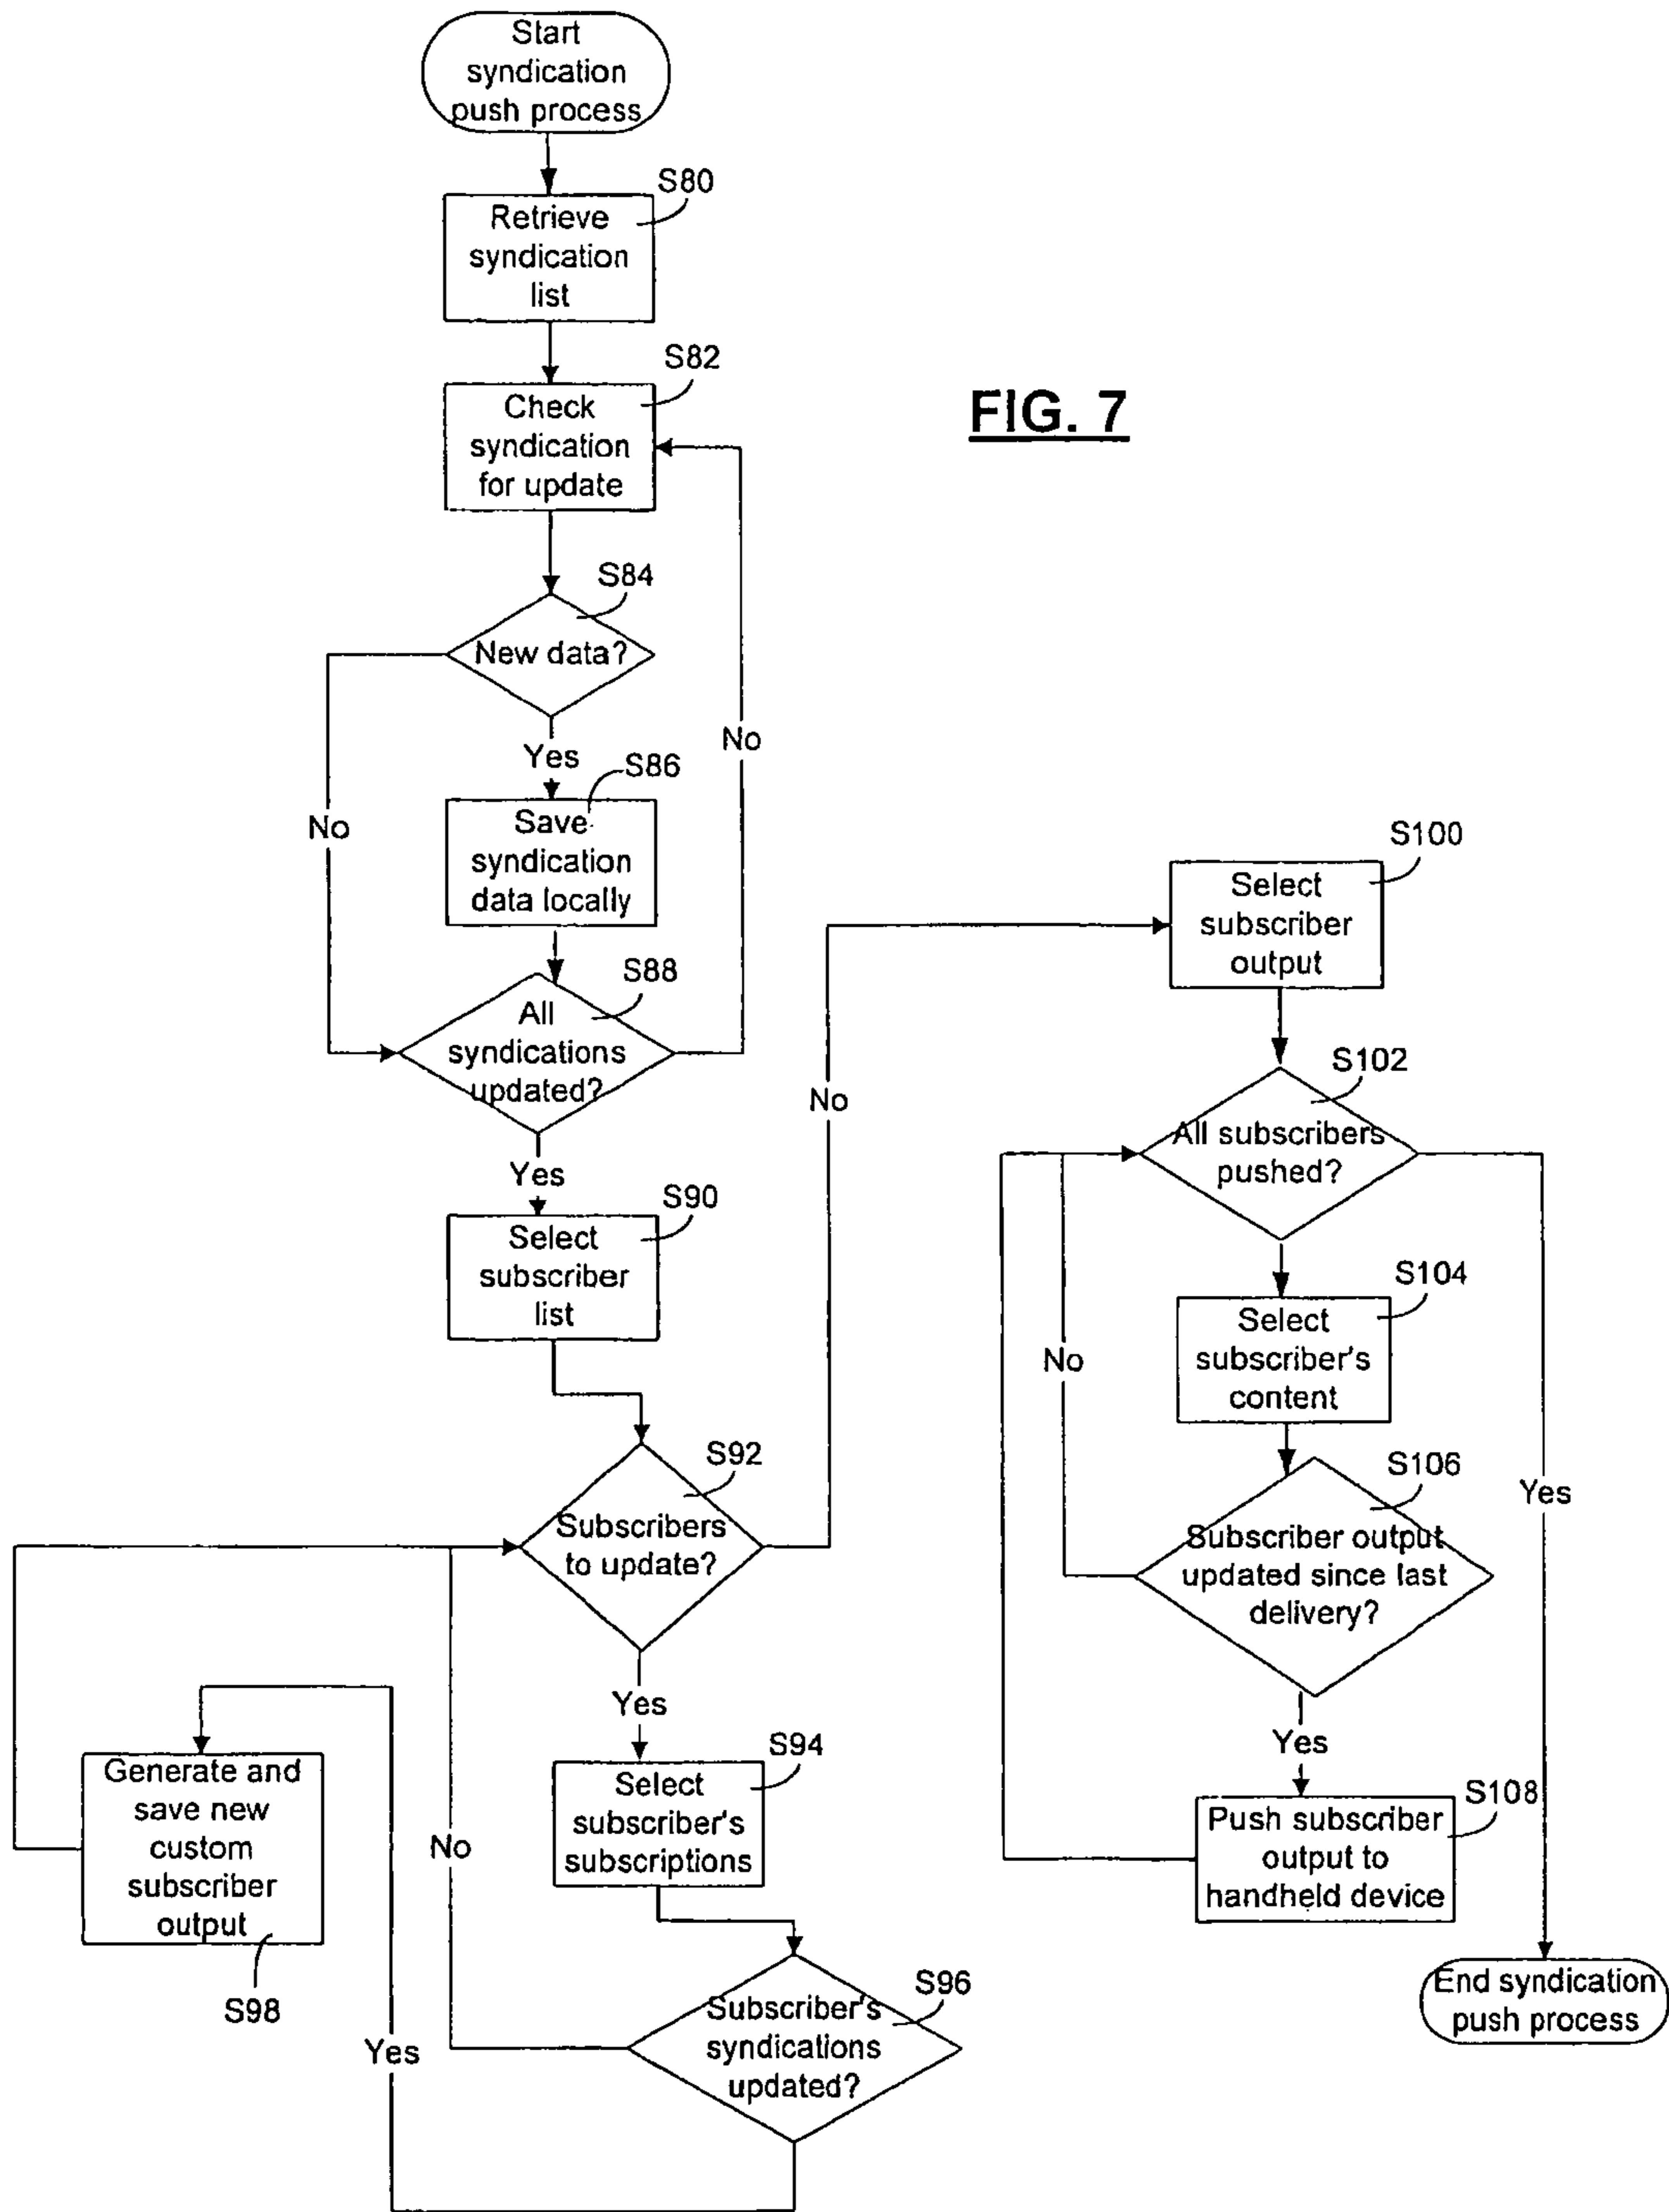 Start
syndication
push process
S80
Retrieve
syndication
list
S82
Check
syndication
for update
FIG. 7
S84
New data?
No
Yes
No
S86
Save
syndication
data locally
S88
All
syndications
updated?
Yes
S90
Select
subscriber
list
S92
Subscribers
to update?
No
Yes
S94
Select
subscriber's
subscriptions
No
S96
Subscriber's
syndications
updated?
Yes
Generate and
save new
custom
subscriber
output
S98
S100
Select
subscriber
output
S102
All subscribers
pushed?
S104
Select
subscriber's
content
No
S106
Subscriber output
updated since last
delivery?
Yes
Yes
S108
Push subscriber
output to
handheld device
End syndication
push process